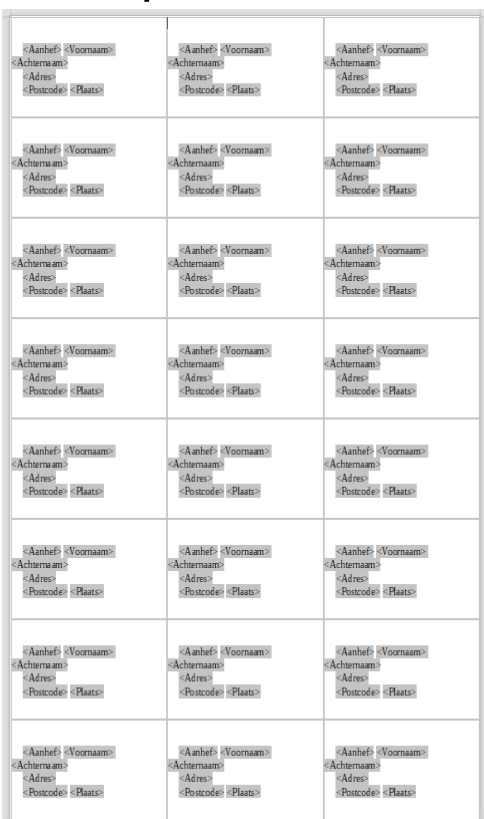 <Aanhef> <Voornaam>
<Achternaam>
<Adres>
<Postcode> <Plaats>
<Aanhef> <Voornaam>
<Achternaam>
<Adres>
<Postcode> <Plaats>
<Aanhef> <Voornaam>
<Achternaam>
<Adres>
<Postcode> <Plaats>
<Aanhef> <Voornaam>
<Achternaam>
<Adres>
<Postcode> <Plaats>
<Aanhef> <Voornaam>
<Achternaam>
<Adres>
<Postcode> <Plaats>
<Aanhef> <Voornaam>
<Achternaam>
<Adres>
<Postcode> <Plaats>
<Aanhef> <Voornaam>
<Achternaam>
<Adres>
<Postcode> <Plaats>
<Aanhef> <Voornaam>
<Achternaam>
<Adres>
<Postcode> <Plaats>
<Aanhef> <Voornaam>
<Achternaam>
<Adres>
<Postcode> <Plaats>
<Aanhef> <Voornaam>
<Achternaam>
<Adres>
<Postcode> <Plaats>
<Aanhef> <Voornaam>
<Achternaam>
<Adres>
<Postcode> <Plaats>
<Aanhef> <Voornaam>
<Achternaam>
<Adres>
<Postcode> <Plaats>
<Aanhef> <Voornaam>
<Achternaam>
<Adres>
<Postcode> <Plaats>
<Aanhef> <Voornaam>
<Achternaam>
<Adres>
<Postcode> <Plaats>
<Aanhef> <Voornaam>
<Achternaam>
<Adres>
<Postcode> <Plaats>
<Aanhef> <Voornaam>
<Achternaam>
<Adres>
<Postcode> <Plaats>
<Aanhef> <Voornaam>
<Achternaam>
<Adres>
<Postcode> <Plaats>
<Aanhef> <Voornaam>
<Achternaam>
<Adres>
<Postcode> <Plaats>
<Aanhef> <Voornaam>
<Achternaam>
<Adres>
<Postcode> <Plaats>
<Aanhef> <Voornaam>
<Achternaam>
<Adres>
<Postcode> <Plaats>
<Aanhef> <Voornaam>
<Achternaam>
<Adres>
<Postcode> <Plaats>
<Aanhef> <Voornaam>
<Achternaam>
<Adres>
<Postcode> <Plaats>
<Aanhef> <Voornaam>
<Achternaam>
<Adres>
<Postcode> <Plaats>
<Aanhef> <Voornaam>
<Achternaam>
<Adres>
<Postcode> <Plaats>